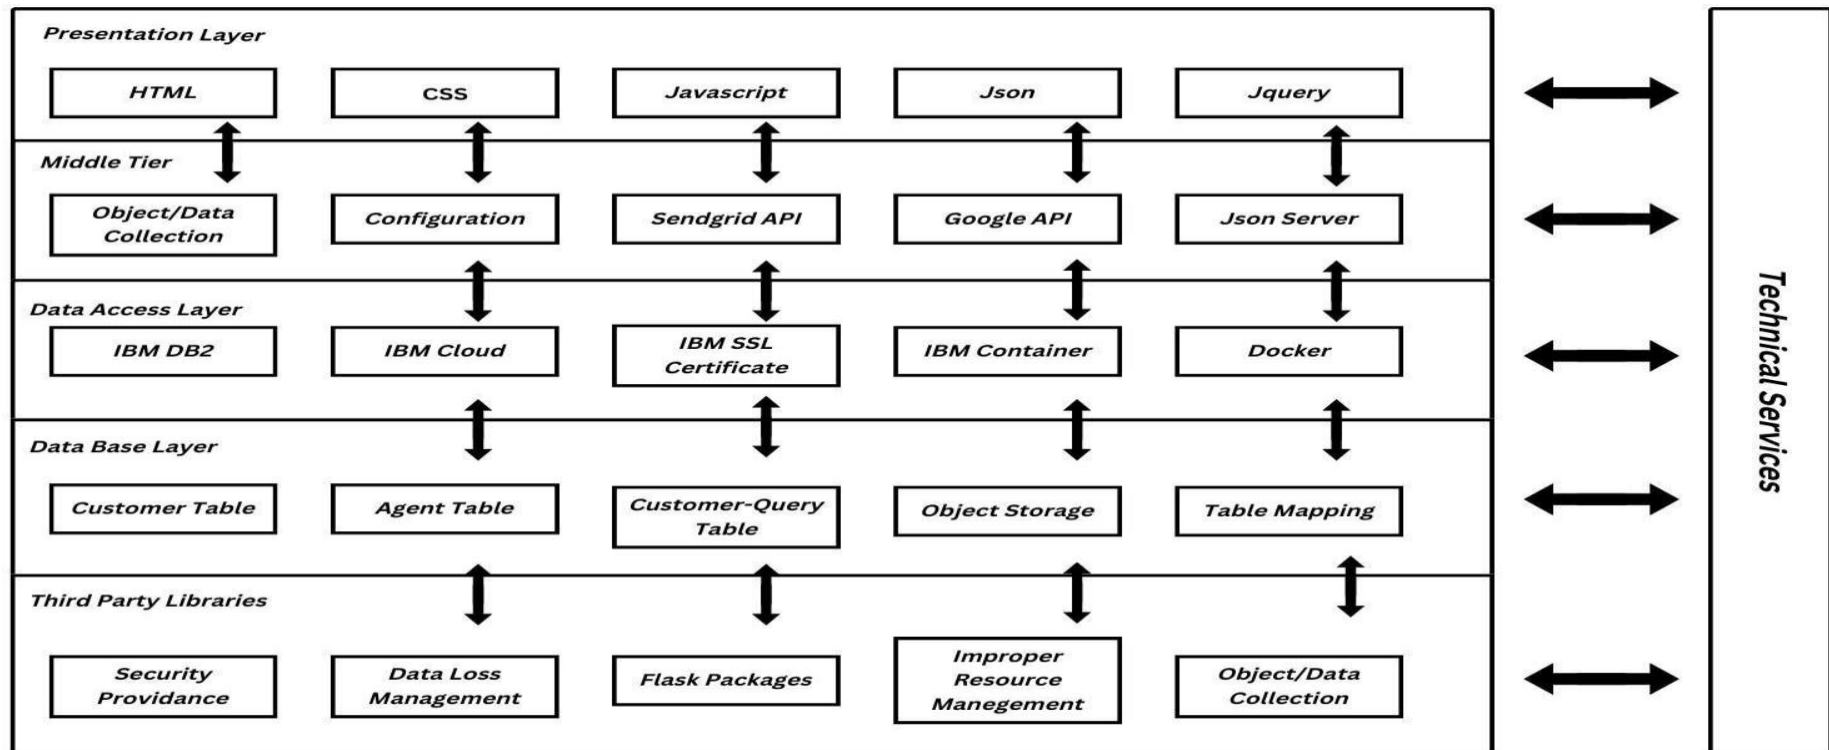 Presentation Layer
HTML
CSS
Javascript
Json
Jquery
Middle Tier
Object/Data
Collection
Configuration
Sendgrid API
Google API
Json Server
Data Access Layer
IBM DB2
IBM Cloud
IBM SSL
Certificate
IBM Container
Docker
Data Base Layer
Customer Table
Agent Table
Customer-Query
Table
Object Storage
Table Mapping
Third Party Libraries
Security
Providance
Data Loss
Management
Flask Packages
Improper
Resource
Manegement
Object/Data
Collection
Technical Services